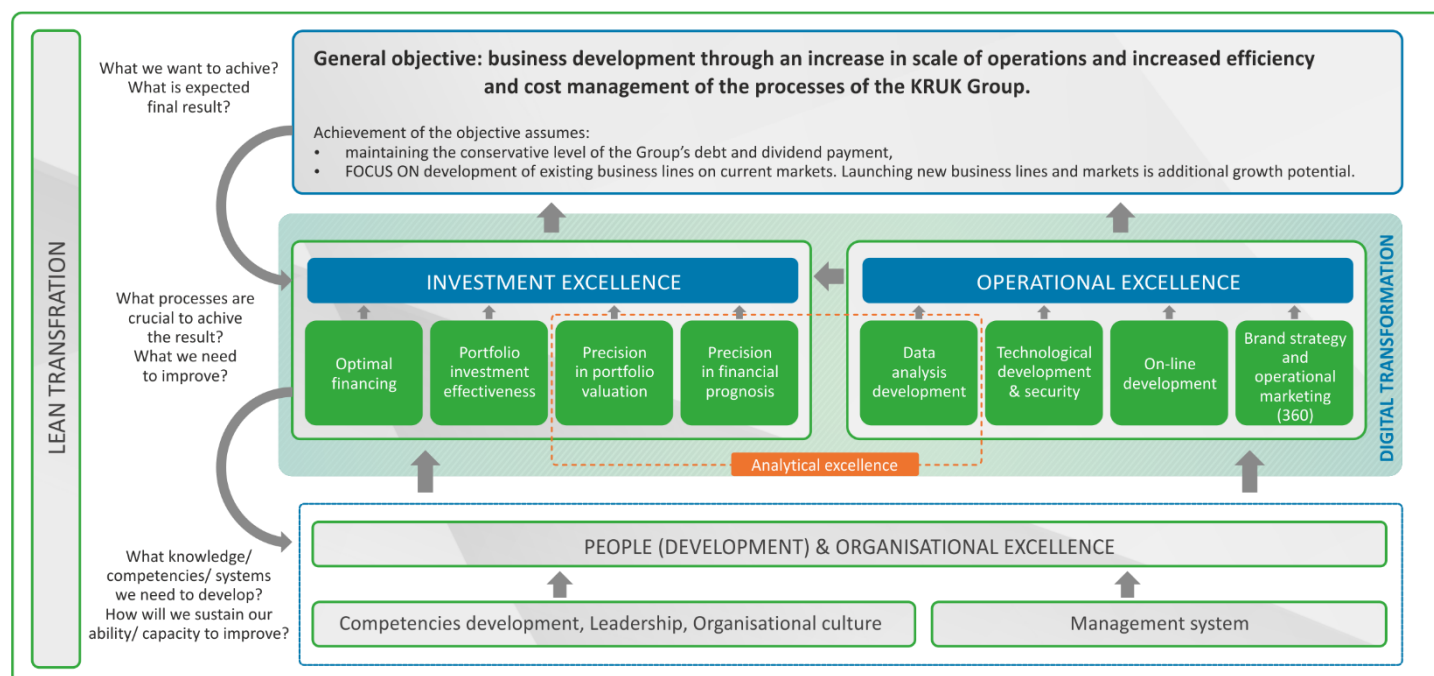 LEAN TRANSFRATION
What we want to achive?
What is expected
final result?
General objective: business development through an increase in scale of operations and increased efficiency
and cost management of the processes of the KRUK Group.
Achievement of the objective assumes:
• maintaining the conservative level of the Group's debt and dividend payment,
• FOCUS ON development of existing business lines on current markets. Launching new business lines and markets is additional growth potential.
What processes are
crucial to achive
the result?
What we need
to improve?
INVESTMENT EXCELLENCE
Optimal
financing
Portfolio
investment
effectiveness
Precision
in portfolio
valuation
Precision
in financial
prognosis
OPERATIONAL EXCELLENCE
Data
analysis
development
Technological
development
& security
On-line
development
Brand strategy
and
operational
marketing
(360)
Analytical excellence
DIGITAL TRANSFORMATION
What knowledge/
competencies/ systems
we need to develop?
How will we sustain our
ability/ capacity to improve?
PEOPLE (DEVELOPMENT) & ORGANISATIONAL EXCELLENCE
Competencies development, Leadership, Organisational culture
Management system